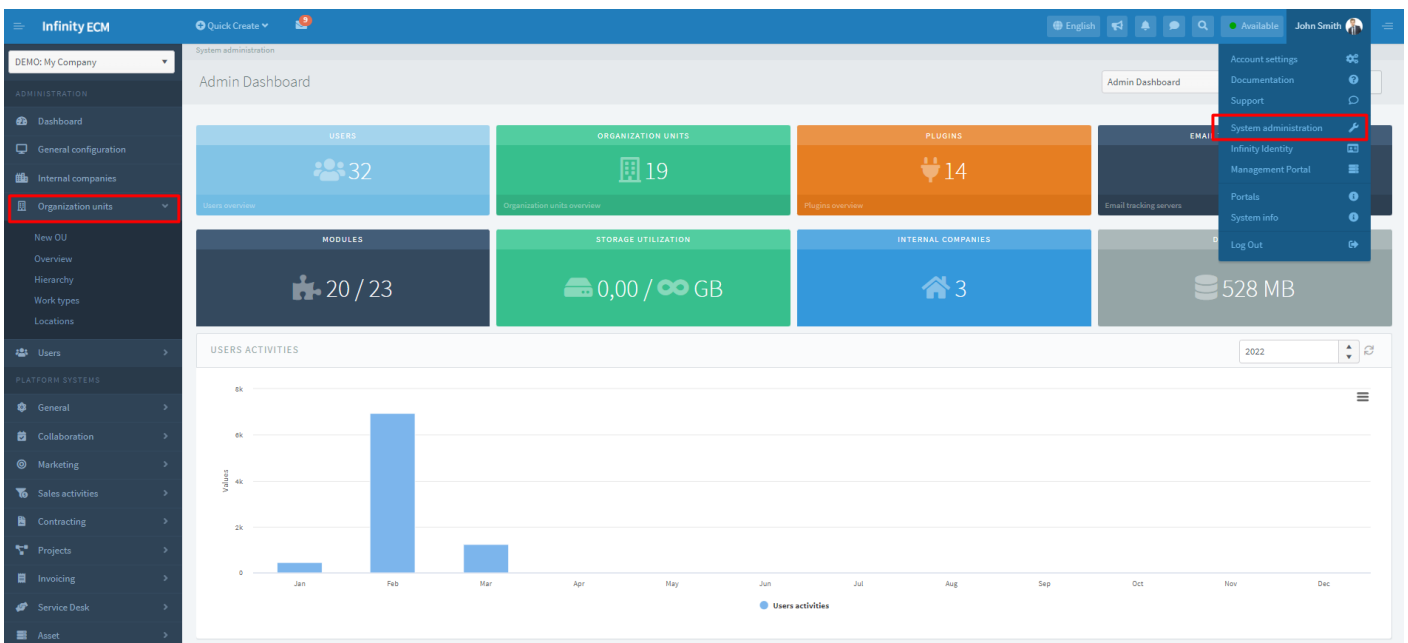 Infinity ECM
Quick Create
9
English
Available
John Smith
DEMO: My Company
System administration
Admin Dashboard
Admin Dashboard
Account settings
Documentation
Support
System administration
Infinity Identity
Management Portal
Portals
System info
Log Out
ADMINISTRATION
Dashboard
General configuration
Internal companies
Organization units
New OU
Overview
Hierarchy
Work types
Locations
Users
PLATFORM SYSTEMS
General
Collaboration
Marketing
Sales activities
Contracting
Projects
Invoicing
Service Desk
Asset
USERS
32
Users overview
ORGANIZATION UNITS
19
Organization units overview
PLUGINS
14
Plugins overview
Email tracking servers
MODULES
20 / 23
STORAGE UTILIZATION
0,00 / ∞ GB
INTERNAL COMPANIES
3
528 MB
USERS ACTIVITIES
2022
Values
8k
6k
4k
2k
0
Jan Feb Mar Apr May Jun Jul Aug Sep Oct Nov Dec
Users activities